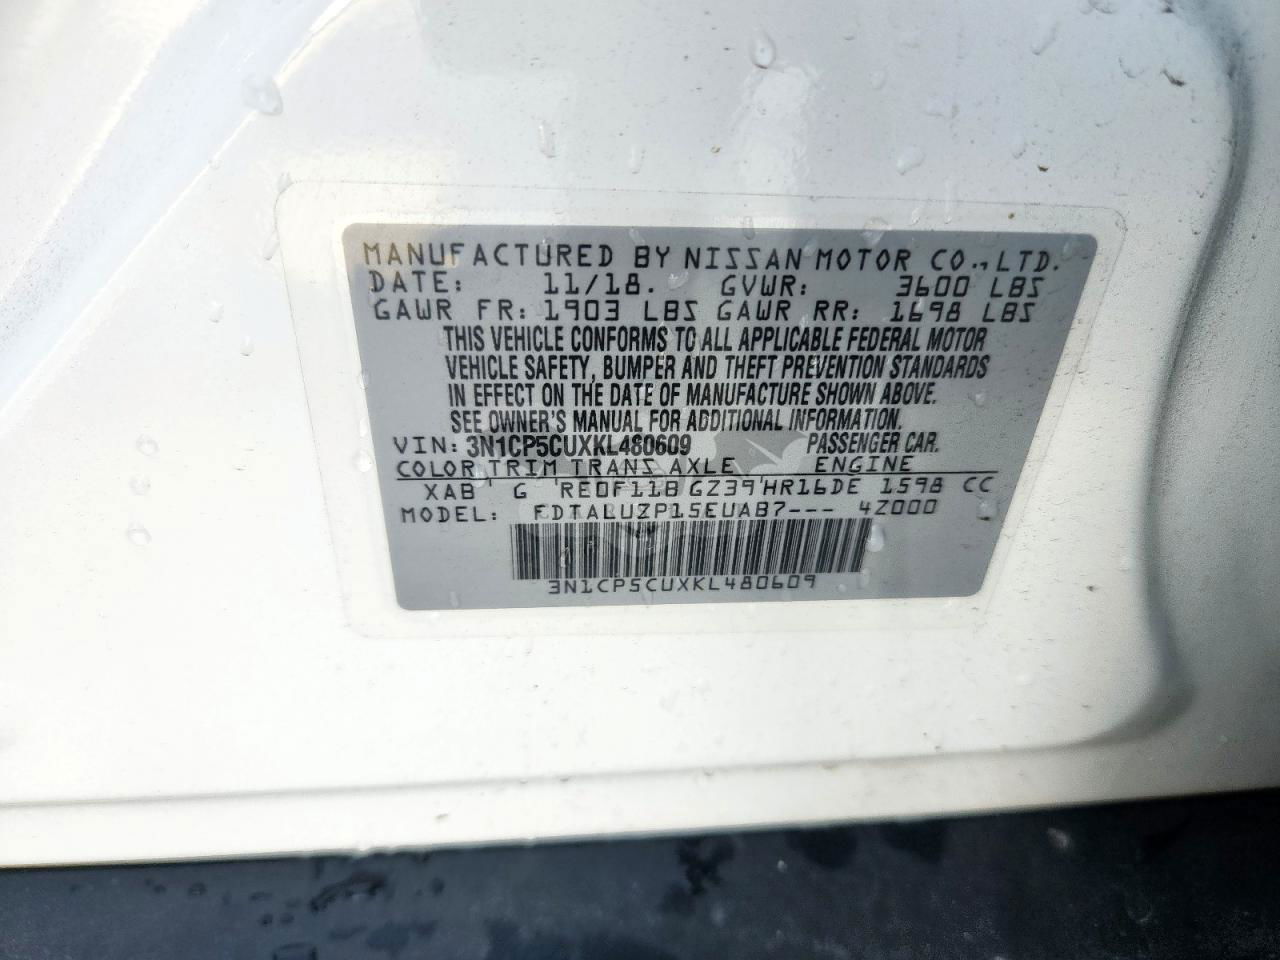 MANUFACTURED BY NISSAN MOTOR CO., LTD.
DATE: 11/18. GVWR: 3600 LBS
GAWR FR: 1903 LBS GAWR RR: 1698 LBS
THIS VEHICLE CONFORMS TO ALL APPLICABLE FEDERAL MOTOR
VEHICLE SAFETY, BUMPER AND THEFT PREVENTION STANDARDS
IN EFFECT ON THE DATE OF MANUFACTURE SHOWN ABOVE.
SEE OWNER'S MANUAL FOR ADDITIONAL INFORMATION.
VIN: 3N1CP5CUXKL480609 PASSENGER CAR.
COLOR TRIM TRANS AXLE ENGINE
XAB G RE0F11B GZ39 HR16DE 1598 CC
MODEL: FDTALUZP15EUAB7--- 4Z000
3N1CP5CUXKL480609